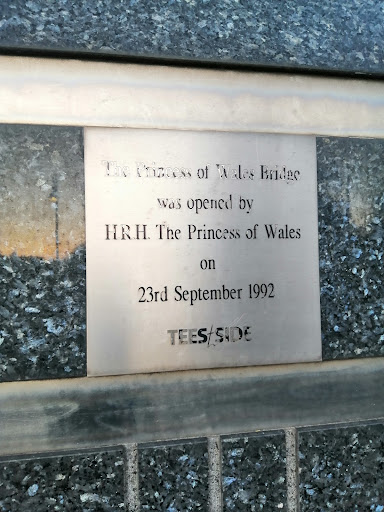 The Princess of Wales Bridge
was opened by
H.R.H. The Princess of Wales
on
23rd September 1992
TEES/SIDE